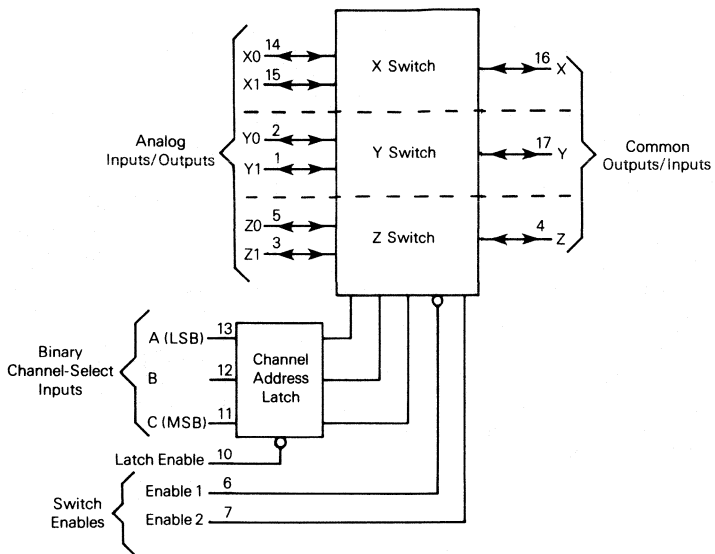 X0 14
X1 15
X Switch
16 X
Analog
Inputs/Outputs
Y0 2
Y1 1
Y Switch
17 Y
Common
Outputs/Inputs
Z0 5
Z1 3
Z Switch
4 Z
Binary
Channel-Select
Inputs
A (LSB) 13
B 12
C (MSB) 11
Channel
Address
Latch
Latch Enable 10
Switch
Enables
Enable 1 6
Enable 2 7